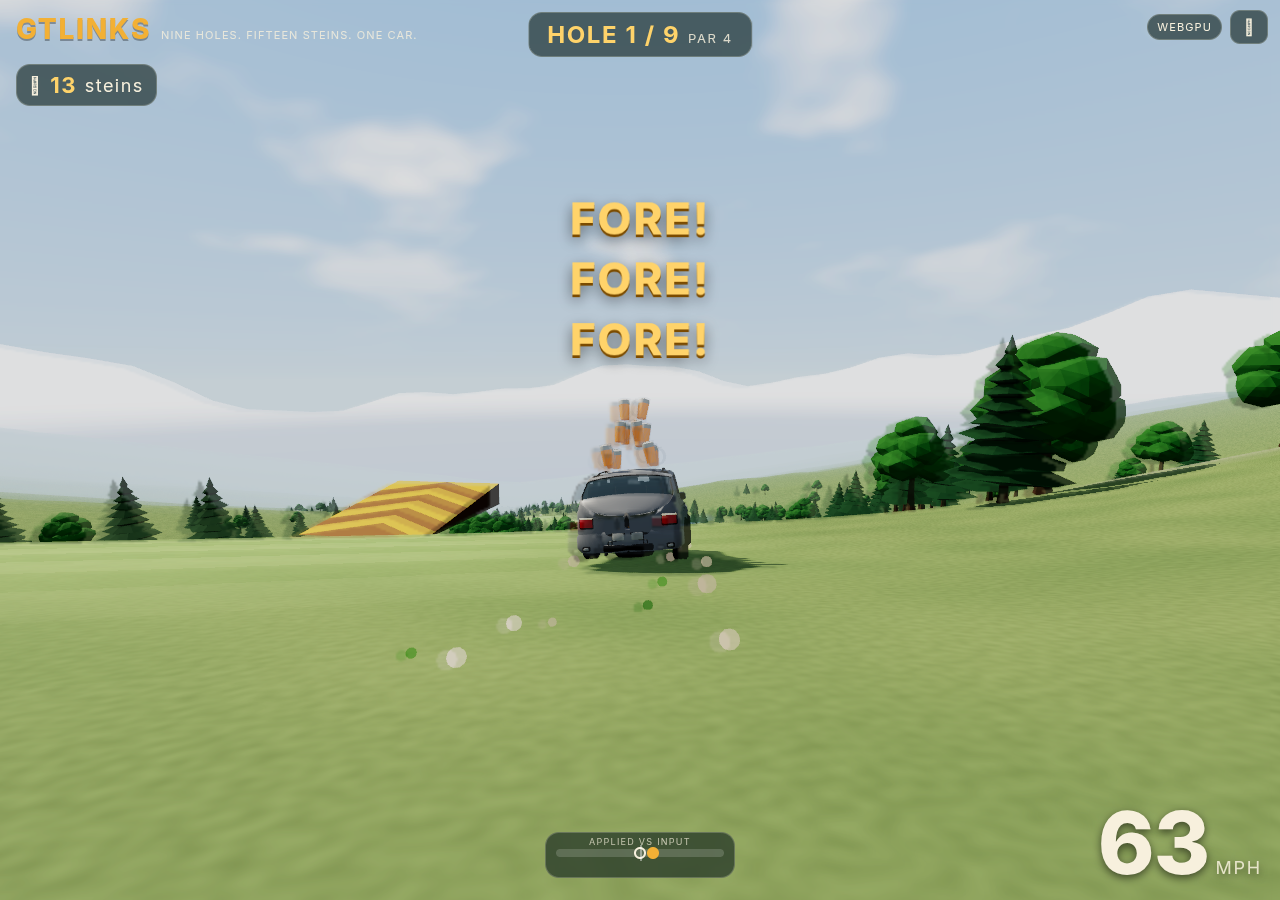 GTLINKS NINE HOLES. FIFTEEN STEINS. ONE CAR.
HOLE 1 / 9 PAR 4
WEBGPU
13 steins
FORE!
FORE!
FORE!
APPLIED VS INPUT
63 MPH